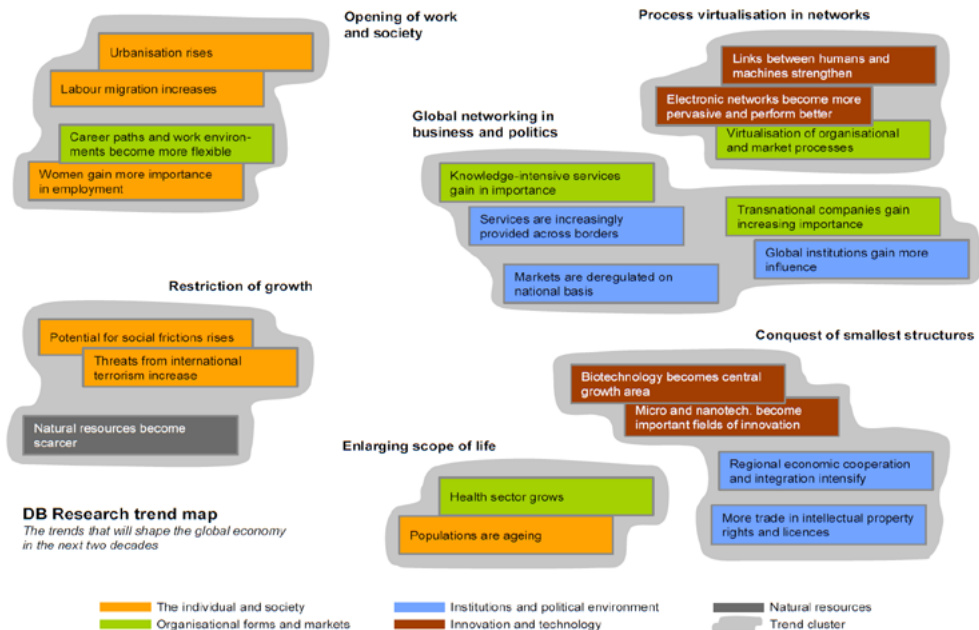 Opening of work
and society
Urbanisation rises
Labour migration increases
Career paths and work environ-
ments become more flexible
Women gain more importance
in employment
Process virtualisation in networks
Links between humans and
machines strengthen
Electronic networks become more
pervasive and perform better
Virtualisation of organisational
and market processes
Global networking in
business and politics
Knowledge-intensive services
gain in importance
Services are increasingly
provided across borders
Markets are deregulated on
national basis
Transnational companies gain
increasing importance
Global institutions gain more
influence
Restriction of growth
Potential for social frictions rises
Threats from international
terrorism increase
Natural resources become
scarcer
Conquest of smallest structures
Biotechnology becomes central
growth area
Micro and nanotech. become
important fields of innovation
Regional economic cooperation
and integration intensify
More trade in intellectual property
rights and licences
Enlarging scope of life
Health sector grows
Populations are ageing
DB Research trend map
The trends that will shape the global economy
in the next two decades
The individual and society
Organisational forms and markets
Institutions and political environment
Innovation and technology
Natural resources
Trend cluster